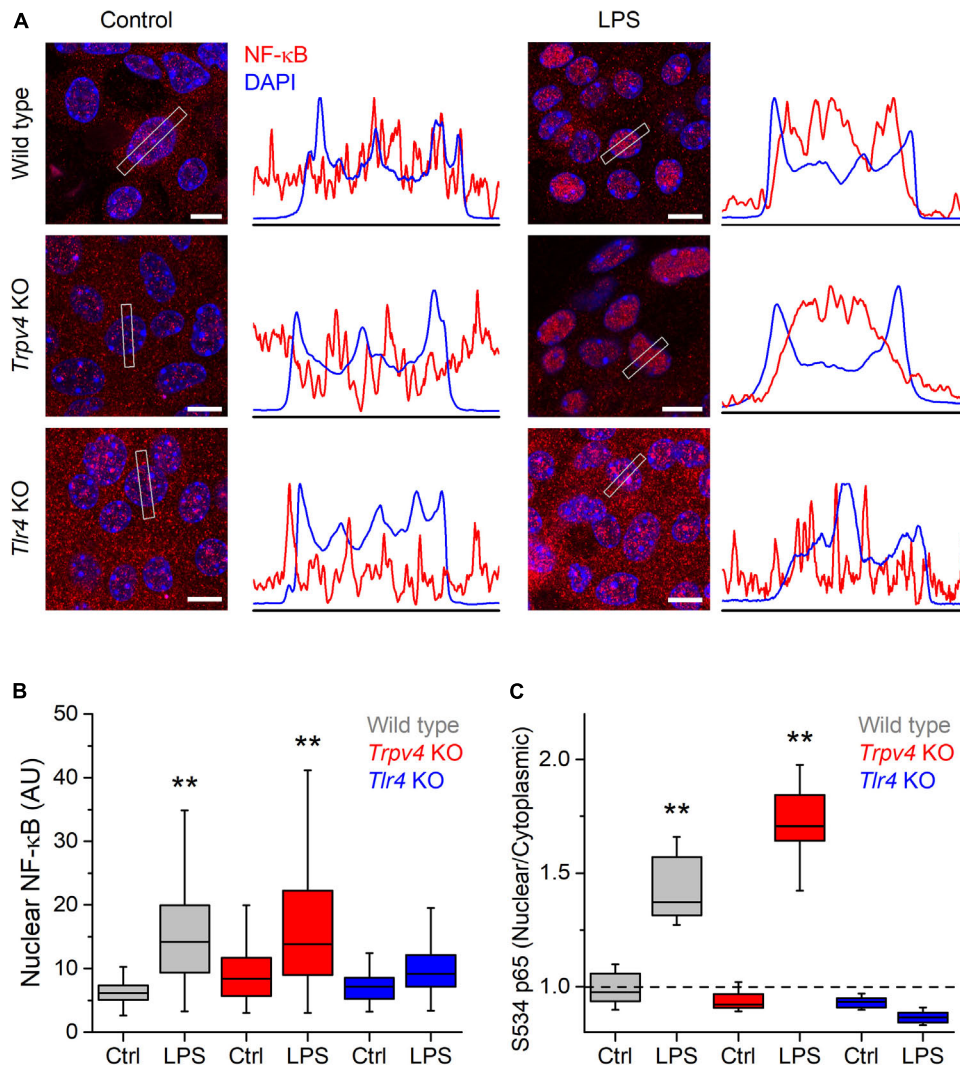 A
Control
LPS
Wild type
NF-κB
DAPI
Trpv4 KO
Tlr4 KO
B
Nuclear NF-κB (AU)
50
40
30
20
10
0
Wild type
Trpv4 KO
Tlr4 KO
**
**
Ctrl LPS Ctrl LPS Ctrl LPS
C
S534 p65 (Nuclear/Cytoplasmic)
2.0
1.5
1.0
Wild type
Trpv4 KO
Tlr4 KO
**
**
Ctrl LPS Ctrl LPS Ctrl LPS